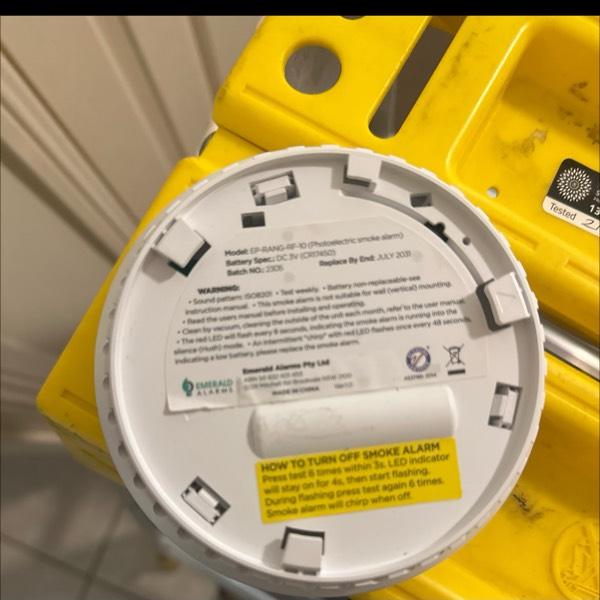 Model: EP-RANG-RF-10 (Photoelectric smoke alarm)
Battery Spec.: DC 3V (CR17450)
Batch NO.: 2305 Replace By End: JULY 2031
WARNING:
• Sound pattern: ISO8201 • Test weekly. • Battery non-replaceable-see
instruction manual. • This smoke alarm is not suitable for wall (vertical) mounting.
• Read the users manual before installing and operating.
• Clean by vacuum, cleaning the outside of the unit each month, refer to the user manual.
• The red LED will flash every 8 seconds, indicating the smoke alarm is running into the
silence (Hush) mode. • An intermittent "chirp" with red LED flashes once every 48 seconds,
indicating a low battery, please replace the smoke alarm.
EMERALD
ALARMS
Emerald Alarms Pty Ltd
MADE IN CHINA
AS3786: 2014
HOW TO TURN OFF SMOKE ALARM
Press test 6 times within 3s. LED indicator
will stay on for 4s, then start flashing.
During flashing press test again 6 times.
Smoke alarm will chirp when off.
Tested